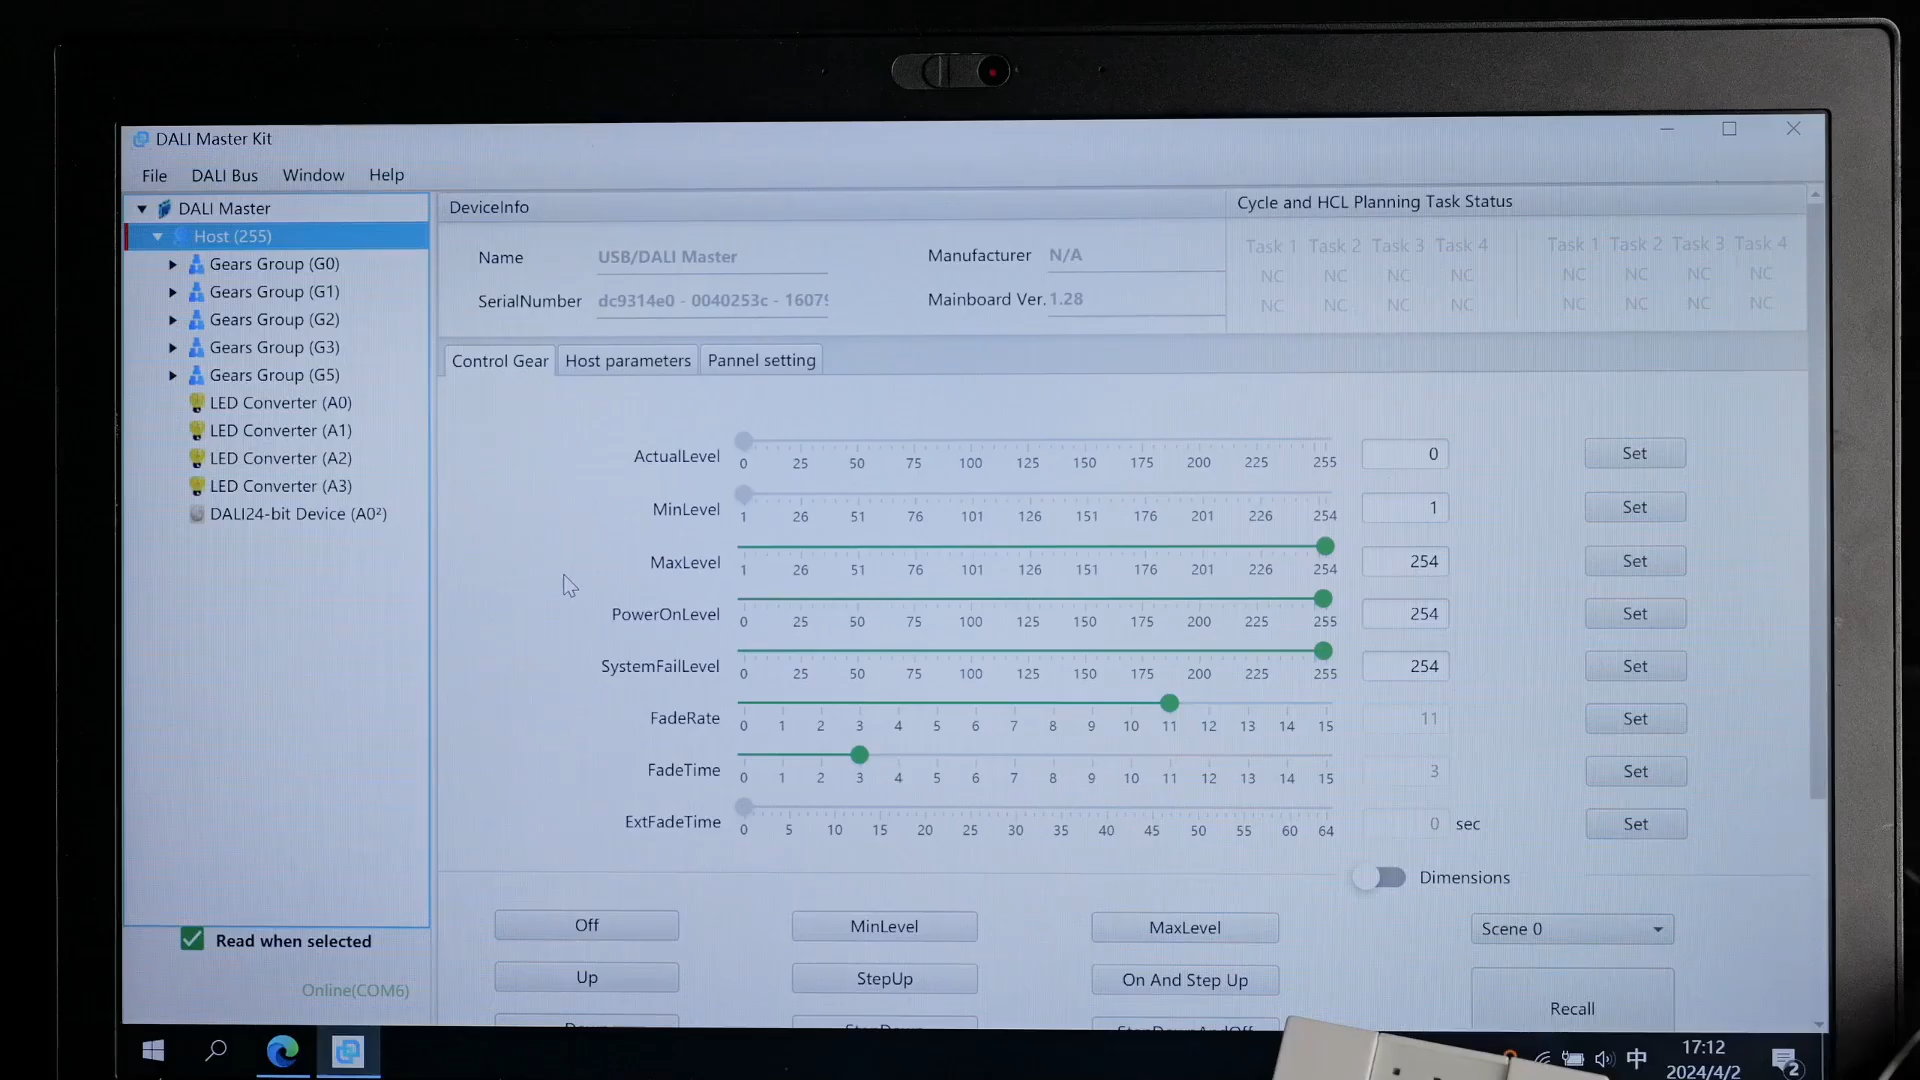 DALI Master Kit
File DALI Bus Window Help
DALI Master
Host (255)
Gears Group (G0)
Gears Group (G1)
Gears Group (G2)
Gears Group (G3)
Gears Group (G5)
LED Converter (A0)
LED Converter (A1)
LED Converter (A2)
LED Converter (A3)
DALI24-bit Device (A0²)
Read when selected
Online(COM6)
DeviceInfo
Name USB/DALI Master Manufacturer N/A
SerialNumber dc9314e0 - 0040253c - 1607 Mainboard Ver. 1.28
Cycle and HCL Planning Task Status
Task 1 Task 2 Task 3 Task 4 Task 1 Task 2 Task 3 Task 4
NC NC NC NC NC NC NC NC
NC NC NC NC NC NC NC NC
Control Gear Host parameters Pannel setting
ActualLevel 0 Set
0 25 50 75 100 125 150 175 200 225 255
MinLevel 1 Set
1 26 51 76 101 126 151 176 201 226 254
MaxLevel 254 Set
1 26 51 76 101 126 151 176 201 226 254
PowerOnLevel 254 Set
0 25 50 75 100 125 150 175 200 225 255
SystemFailLevel 254 Set
0 25 50 75 100 125 150 175 200 225 255
FadeRate 11 Set
0 1 2 3 4 5 6 7 8 9 10 11 12 13 14 15
FadeTime 3 Set
0 1 2 3 4 5 6 7 8 9 10 11 12 13 14 15
ExtFadeTime 0 sec Set
0 5 10 15 20 25 30 35 40 45 50 55 60 64
Dimensions
Off MinLevel MaxLevel Scene 0
Up StepUp On And Step Up Recall
中 17:12
2024/4/2 2